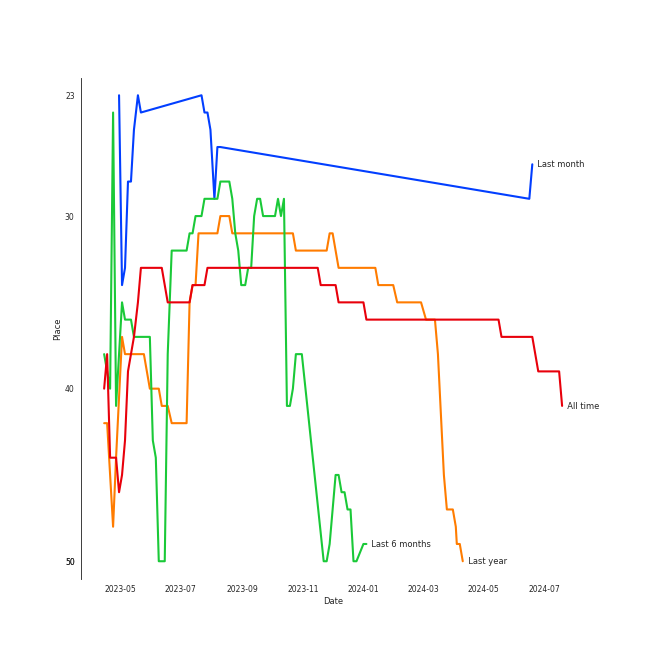 23
Last month
30
Place
40
All time
Last 6 months
50
Last year
2023-05 2023-07 2023-09 2023-11 2024-01 2024-03 2024-05 2024-07
Date